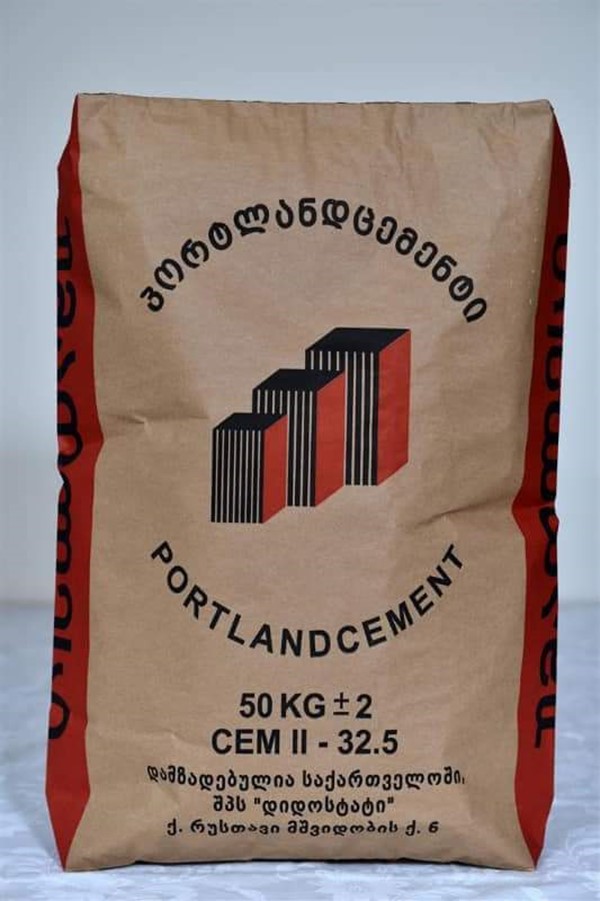 პორტლანდცემენტი
PORTLANDCEMENT
50 KG ± 2
CEM II - 32.5
დამზადებულია საქართველოში,
შპს "დიდოსტატი"
ქ. რუსთავი მშვიდობის ქ. 6